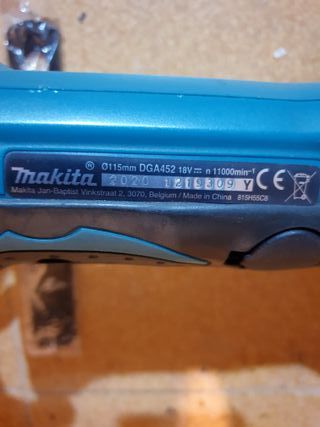 Ø115mm DGA452 18V n 11000min⁻¹
makita ® 2020 1219309 Y CE
Makita Jan-Baptist Vinkstraat 2, 3070, Belgium / Made in China 815H55C8